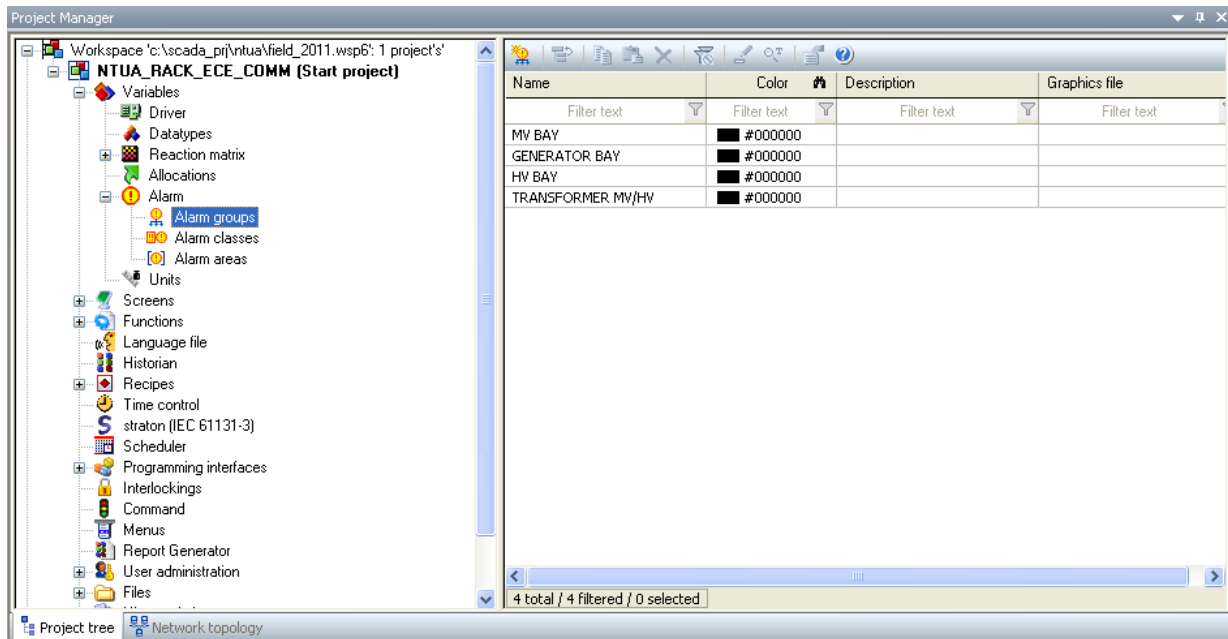 Project Manager
Workspace 'c:\scada_prj\ntua\field_2011.wsp6': 1 project's'
NTUA_RACK_ECE_COMM (Start project)
Variables
Driver
Datatypes
Reaction matrix
Allocations
Alarm
Alarm groups
Alarm classes
Alarm areas
Units
Screens
Functions
Language file
Historian
Recipes
Time control
straton (IEC 61131-3)
Scheduler
Programming interfaces
Interlockings
Command
Menus
Report Generator
User administration
Files
Name Color Description Graphics file
Filter text Filter text Filter text Filter text
MV BAY #000000
GENERATOR BAY #000000
HV BAY #000000
TRANSFORMER MV/HV #000000
4 total / 4 filtered / 0 selected
Project tree Network topology